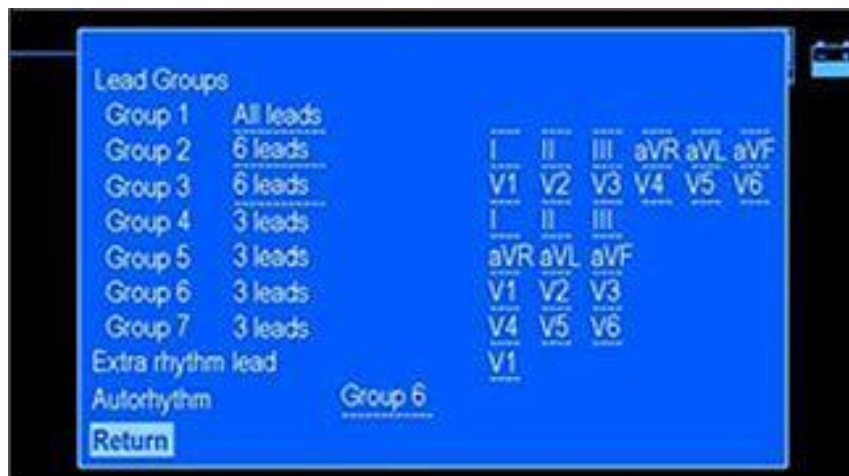 Lead Groups
Group 1 All leads
Group 2 6 leads I II III aVR aVL aVF
Group 3 6 leads V1 V2 V3 V4 V5 V6
Group 4 3 leads I II III
Group 5 3 leads aVR aVL aVF
Group 6 3 leads V1 V2 V3
Group 7 3 leads V4 V5 V6
Extra rhythm lead V1
Autorhythm Group 6
Return